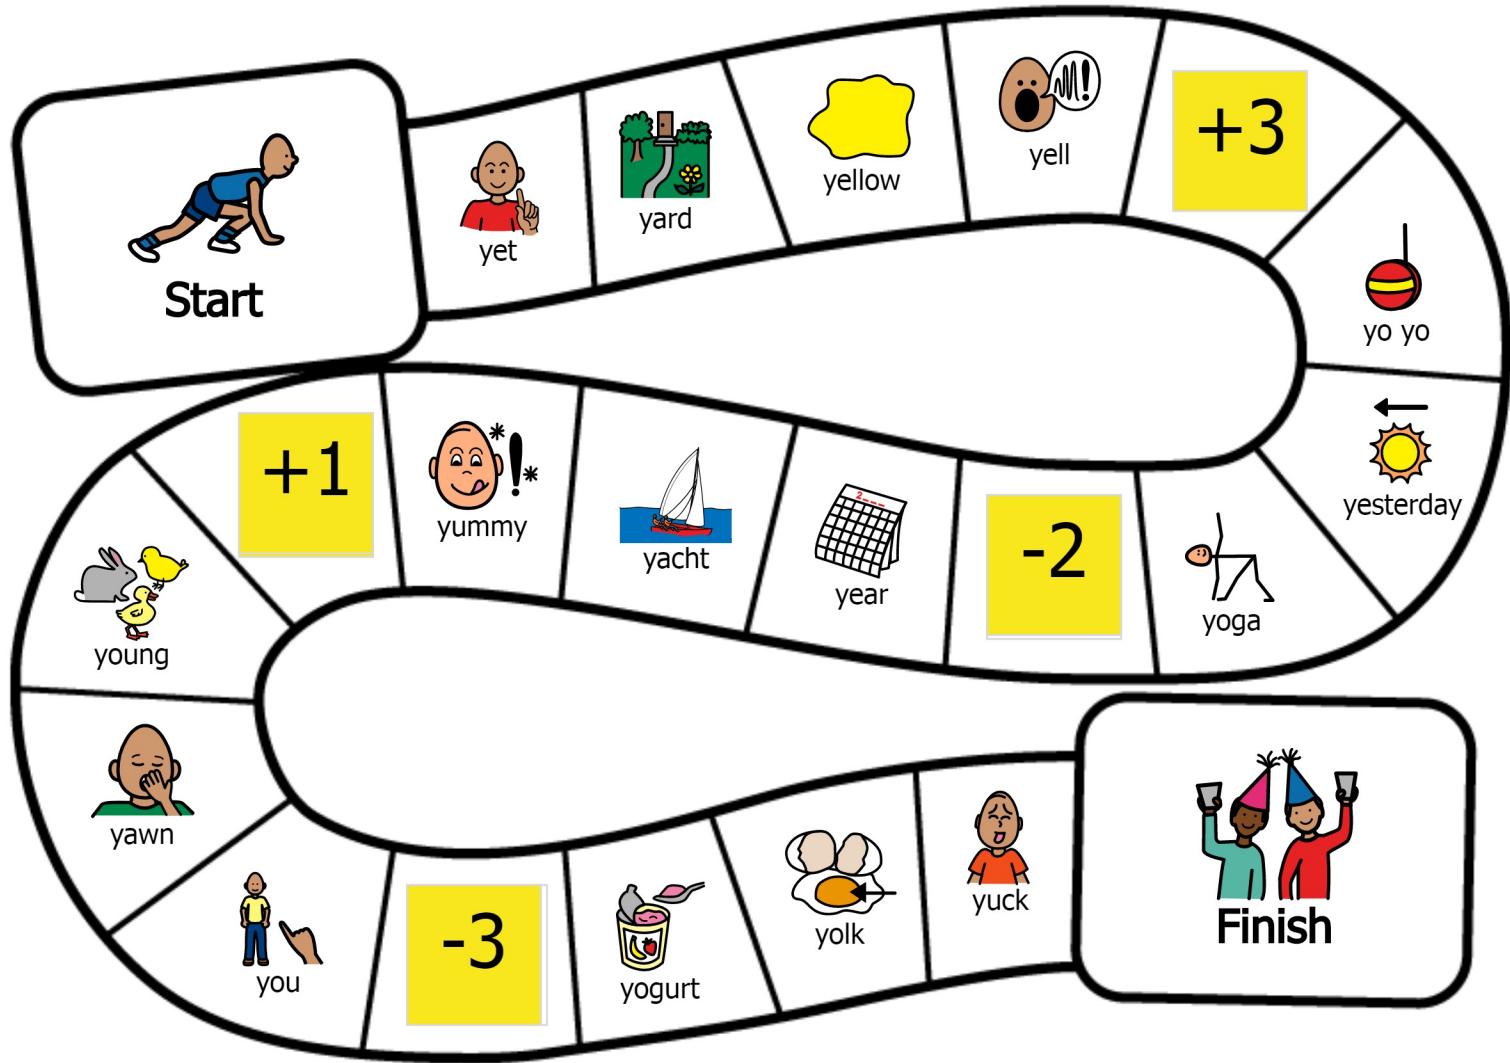 Start
yet
yard
yellow
yell
!
+3
yo yo
yesterday
yoga
-2
2
year
yacht
yummy
*!*
+1
young
yawn
you
-3
yogurt
yolk
yuck
Finish